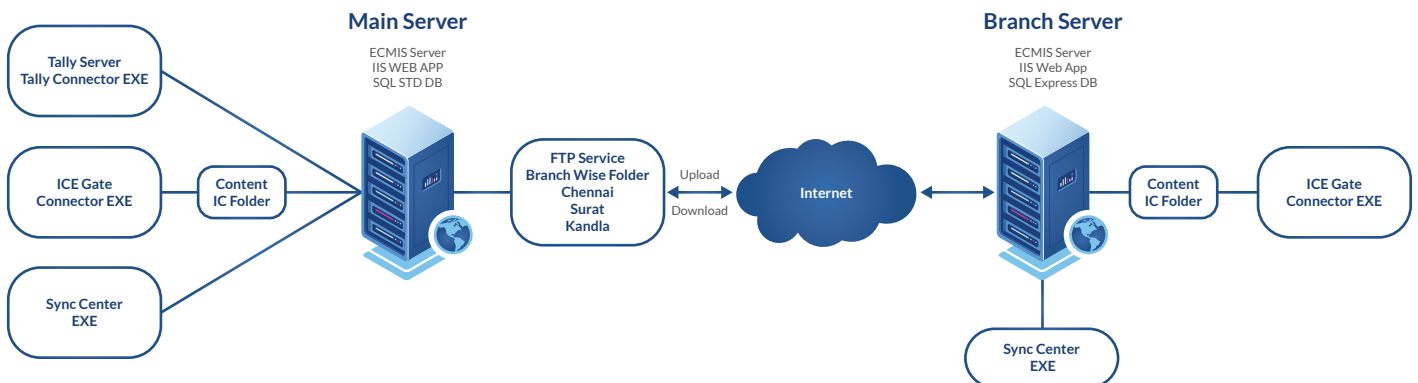 Main Server
ECMIS Server
IIS WEB APP
SQL STD DB
Tally Server
Tally Connector EXE
ICE Gate
Connector EXE
Content
IC Folder
Sync Center
EXE
FTP Service
Branch Wise Folder
Chennai
Surat
Kandla
Upload
Download
Internet
Branch Server
ECMIS Server
IIS Web App
SQL Express DB
Content
IC Folder
ICE Gate
Connector EXE
Sync Center
EXE